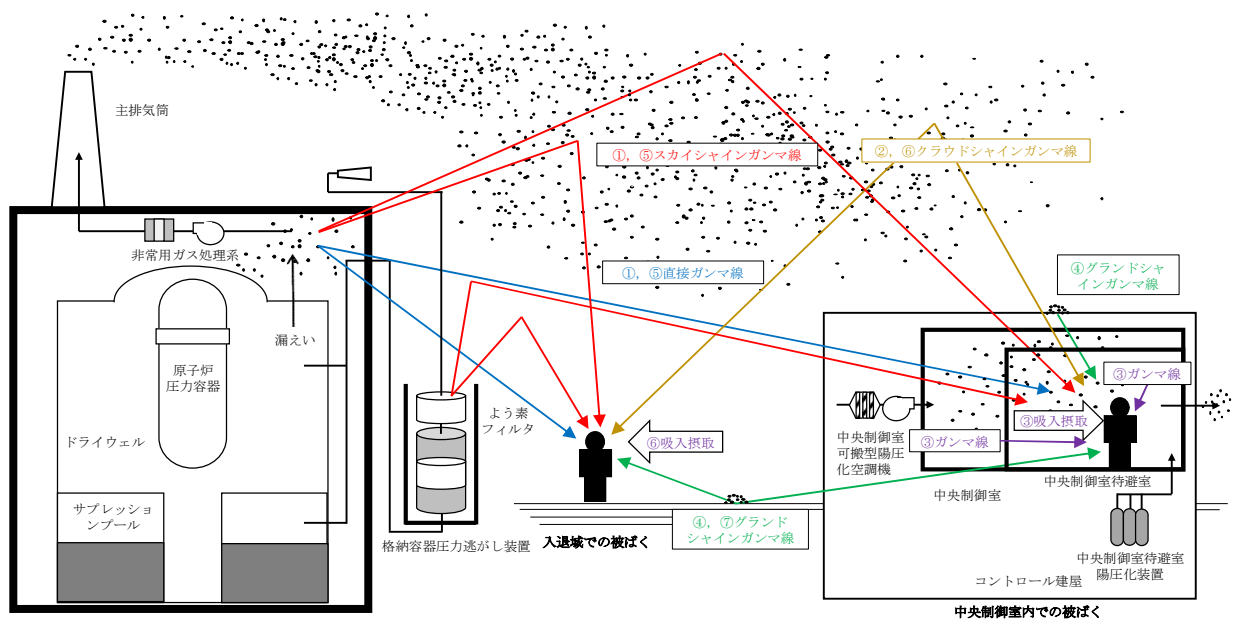 主排気筒
①，⑤スカイシャインガンマ線
②，⑥クラウドシャインガンマ線
非常用ガス処理系
①，⑤直接ガンマ線
④グランドシャ
インガンマ線
漏えい
原子炉
圧力容器
③ガンマ線
よう素
フィルタ
ドライウェル
⑥吸入摂取
③吸入摂取
③ガンマ線
中央制御室
可搬型陽圧
化空調機
中央制御室待避室
中央制御室
サプレッショ
ンプール
④，⑦グランド
シャインガンマ線
格納容器圧力逃がし装置
入退域での被ばく
中央制御室待避室
陽圧化装置
コントロール建屋
中央制御室内での被ばく